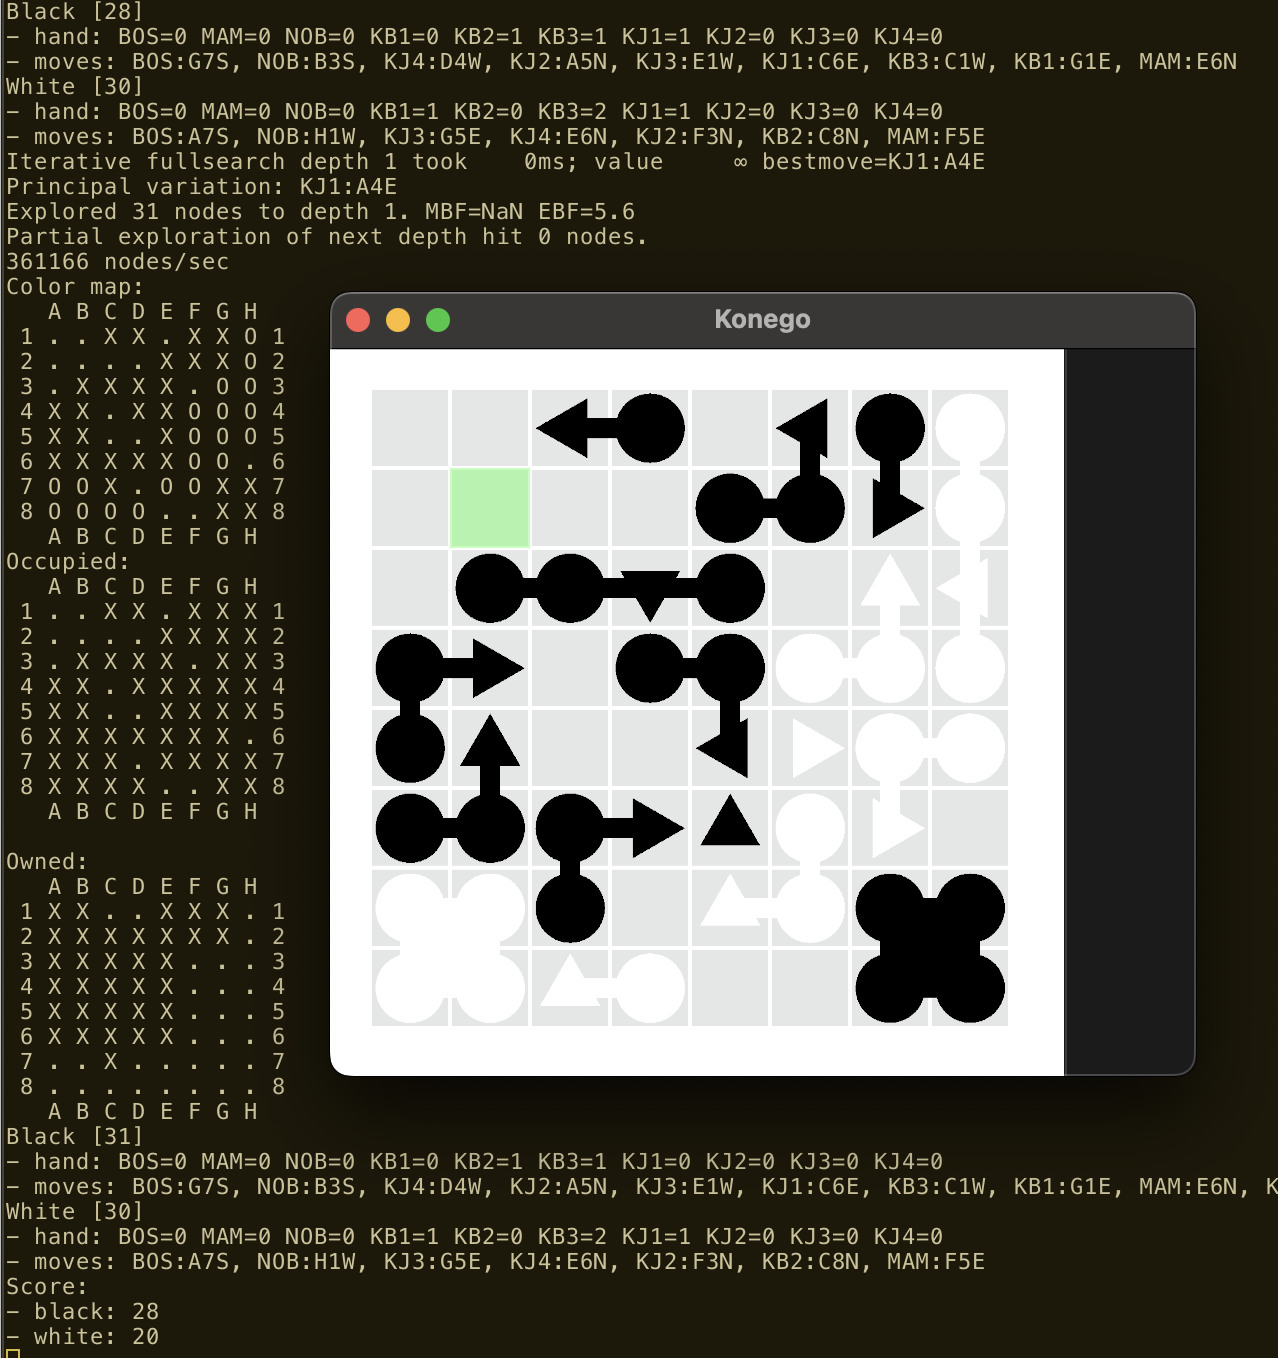 Black [28]
- hand: BOS=0 MAM=0 NOB=0 KB1=0 KB2=1 KB3=1 KJ1=1 KJ2=0 KJ3=0 KJ4=0
- moves: BOS:G7S, NOB:B3S, KJ4:D4W, KJ2:A5N, KJ3:E1W, KJ1:C6E, KB3:C1W, KB1:G1E, MAM:E6N
White [30]
- hand: BOS=0 MAM=0 NOB=0 KB1=1 KB2=0 KB3=2 KJ1=1 KJ2=0 KJ3=0 KJ4=0
- moves: BOS:A7S, NOB:H1W, KJ3:G5E, KJ4:E6N, KJ2:F3N, KB2:C8N, MAM:F5E
Iterative fullsearch depth 1 took    0ms; value     ∞ bestmove=KJ1:A4E
Principal variation: KJ1:A4E
Explored 31 nodes to depth 1. MBF=NaN EBF=5.6
Partial exploration of next depth hit 0 nodes.
361166 nodes/sec
Color map:
   A B C D E F G H
 1 . . X X . X X O 1
 2 . . . . X X X O 2
 3 . X X X X . O O 3
 4 X X . X X O O O 4
 5 X X . . X O O O 5
 6 X X X X X O O . 6
 7 O O X . O O X X 7
 8 O O O O . . X X 8
   A B C D E F G H
Occupied:
   A B C D E F G H
 1 . . X X . X X X 1
 2 . . . . X X X X 2
 3 . X X X X . X X 3
 4 X X . X X X X X 4
 5 X X . . X X X X 5
 6 X X X X X X X . 6
 7 X X X . X X X X 7
 8 X X X X . . X X 8
   A B C D E F G H
Owned:
   A B C D E F G H
 1 X X . . X X X . 1
 2 X X X X X X X . 2
 3 X X X X X . . . 3
 4 X X X X X . . . 4
 5 X X X X X . . . 5
 6 X X X X X . . . 6
 7 . . X . . . . . 7
 8 . . . . . . . . 8
   A B C D E F G H
Konego
Black [31]
- hand: BOS=0 MAM=0 NOB=0 KB1=0 KB2=1 KB3=1 KJ1=0 KJ2=0 KJ3=0 KJ4=0
- moves: BOS:G7S, NOB:B3S, KJ4:D4W, KJ2:A5N, KJ3:E1W, KJ1:C6E, KB3:C1W, KB1:G1E, MAM:E6N, K
White [30]
- hand: BOS=0 MAM=0 NOB=0 KB1=1 KB2=0 KB3=2 KJ1=1 KJ2=0 KJ3=0 KJ4=0
- moves: BOS:A7S, NOB:H1W, KJ3:G5E, KJ4:E6N, KJ2:F3N, KB2:C8N, MAM:F5E
Score:
- black: 28
- white: 20